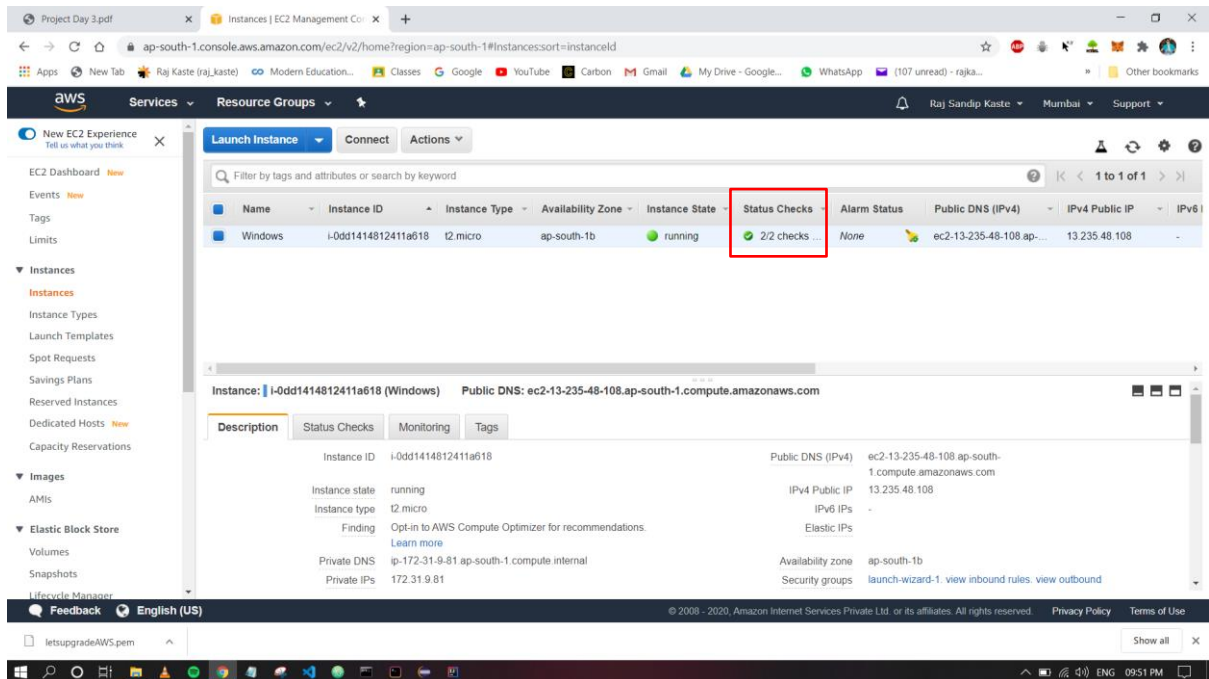 Project Day 3.pdf
Instances | EC2 Management Con
ap-south-1.console.aws.amazon.com/ec2/v2/home?region=ap-south-1#Instances:sort=instanceId
Apps New Tab Raj Kaste (raj_kaste) Modern Education... Classes Google YouTube Carbon Gmail My Drive - Google... WhatsApp (107 unread) - rajka... » Other bookmarks
aws Services Resource Groups Raj Sandip Kaste Mumbai Support
New EC2 Experience
Tell us what you think
EC2 Dashboard New
Events New
Tags
Limits
Instances
Instances
Instance Types
Launch Templates
Spot Requests
Savings Plans
Reserved Instances
Dedicated Hosts New
Capacity Reservations
Images
AMIs
Elastic Block Store
Volumes
Snapshots
Lifecycle Manager
Launch Instance Connect Actions
Filter by tags and attributes or search by keyword 1 to 1 of 1
Name Instance ID Instance Type Availability Zone Instance State Status Checks Alarm Status Public DNS (IPv4) IPv4 Public IP IPv6 I
Windows i-0dd1414812411a618 t2.micro ap-south-1b running 2/2 checks ... None ec2-13-235-48-108.ap-... 13.235.48.108 -
Instance: i-0dd1414812411a618 (Windows) Public DNS: ec2-13-235-48-108.ap-south-1.compute.amazonaws.com
Description Status Checks Monitoring Tags
Instance ID i-0dd1414812411a618
Instance state running
Instance type t2.micro
Finding Opt-in to AWS Compute Optimizer for recommendations.
Learn more
Private DNS ip-172-31-9-81.ap-south-1.compute.internal
Private IPs 172.31.9.81
Public DNS (IPv4) ec2-13-235-48-108.ap-south-
1.compute.amazonaws.com
IPv4 Public IP 13.235.48.108
IPv6 IPs -
Elastic IPs
Availability zone ap-south-1b
Security groups launch-wizard-1. view inbound rules. view outbound
Feedback English (US) © 2008 - 2020, Amazon Internet Services Private Ltd. or its affiliates. All rights reserved. Privacy Policy Terms of Use
letsupgradeAWS.pem Show all
ENG 09:51 PM